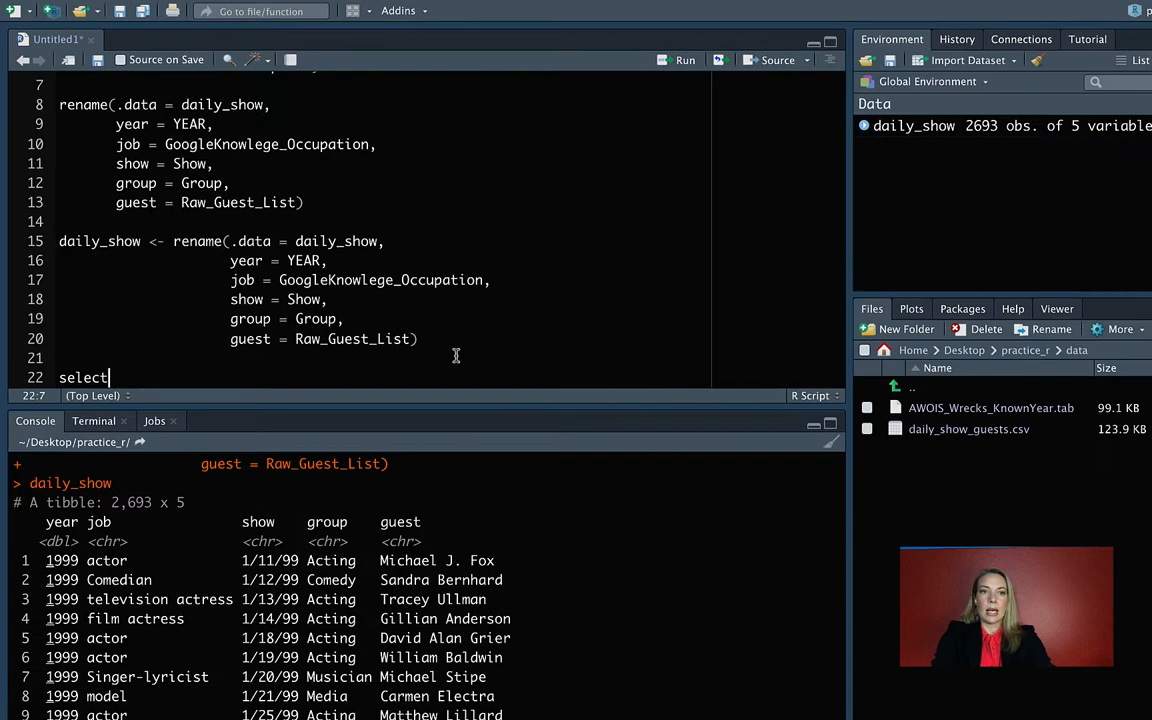 Go to file/function
Addins
Untitled1*
Source on Save
Run
Source
7
8 rename(.data = daily_show,
9 year = YEAR,
10 job = GoogleKnowlege_Occupation,
11 show = Show,
12 group = Group,
13 guest = Raw_Guest_List)
14
15 daily_show <- rename(.data = daily_show,
16 year = YEAR,
17 job = GoogleKnowlege_Occupation,
18 show = Show,
19 group = Group,
20 guest = Raw_Guest_List)
21
22 select
22:7 (Top Level) R Script
Console Terminal Jobs
~/Desktop/practice_r/
+ guest = Raw_Guest_List)
> daily_show
# A tibble: 2,693 x 5
year job show group guest
<dbl> <chr> <chr> <chr> <chr>
1 1999 actor 1/11/99 Acting Michael J. Fox
2 1999 Comedian 1/12/99 Comedy Sandra Bernhard
3 1999 television actress 1/13/99 Acting Tracey Ullman
4 1999 film actress 1/14/99 Acting Gillian Anderson
5 1999 actor 1/18/99 Acting David Alan Grier
6 1999 actor 1/19/99 Acting William Baldwin
7 1999 Singer-lyricist 1/20/99 Musician Michael Stipe
8 1999 model 1/21/99 Media Carmen Electra
9 1999 actor 1/25/99 Acting Matthew Lillard
Environment History Connections Tutorial
Import Dataset List
Global Environment
Data
daily_show 2693 obs. of 5 variable
Files Plots Packages Help Viewer
New Folder Delete Rename More
Home Desktop practice_r data
Name Size
..
AWOIS_Wrecks_KnownYear.tab 99.1 KB
daily_show_guests.csv 123.9 KB